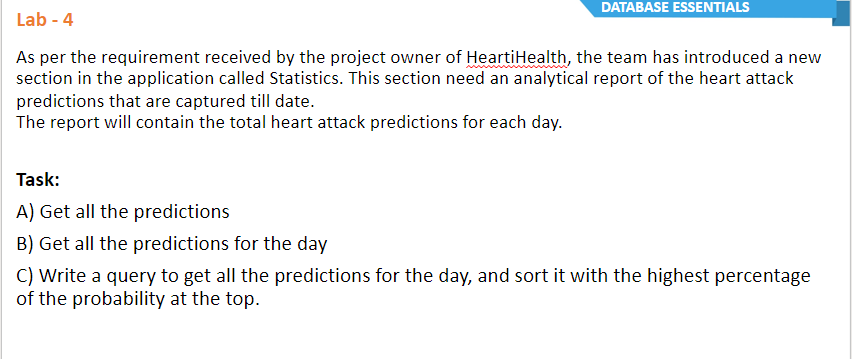 DATABASE ESSENTIALS
Lab - 4
As per the requirement received by the project owner of HeartiHealth, the team has introduced a new
section in the application called Statistics. This section need an analytical report of the heart attack
predictions that are captured till date.
The report will contain the total heart attack predictions for each day.
Task:
A) Get all the predictions
B) Get all the predictions for the day
C) Write a query to get all the predictions for the day, and sort it with the highest percentage
of the probability at the top.